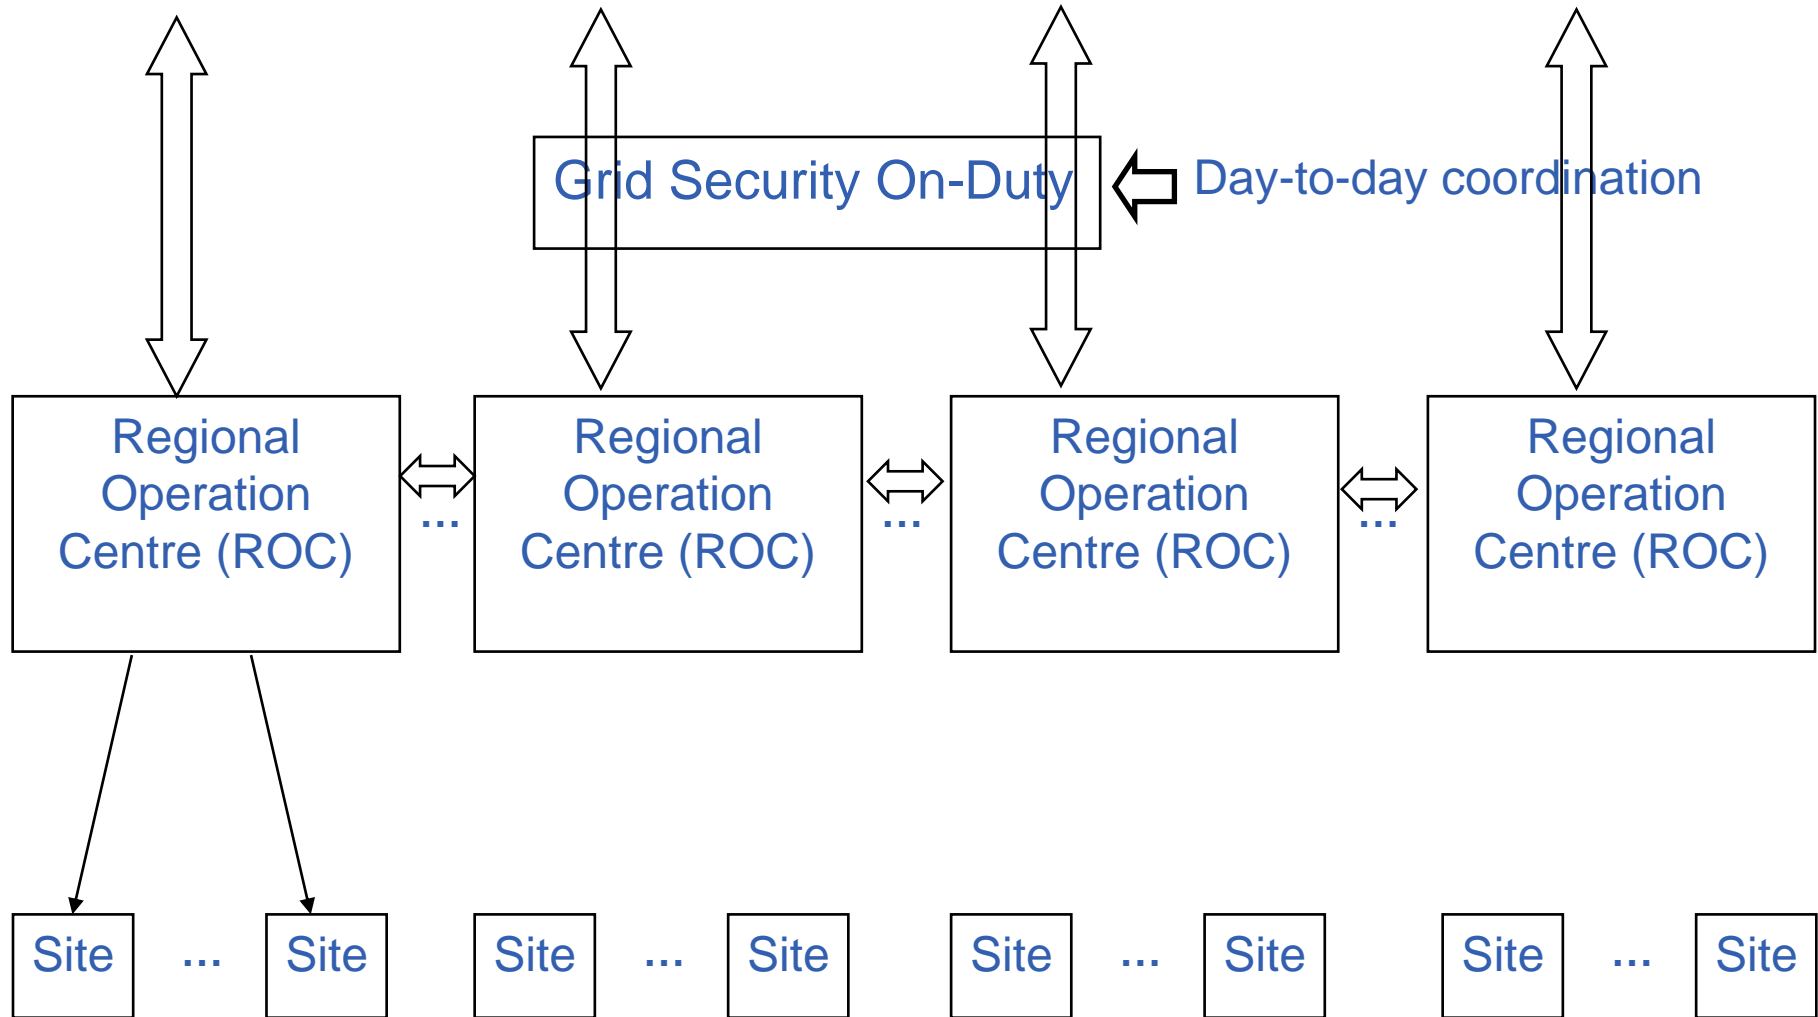 Grid Security On-Duty
Day-to-day coordination
Regional
Operation
Centre (ROC)
...
Regional
Operation
Centre (ROC)
...
Regional
Operation
Centre (ROC)
...
Regional
Operation
Centre (ROC)
Site ... Site Site ... Site Site ... Site Site ... Site